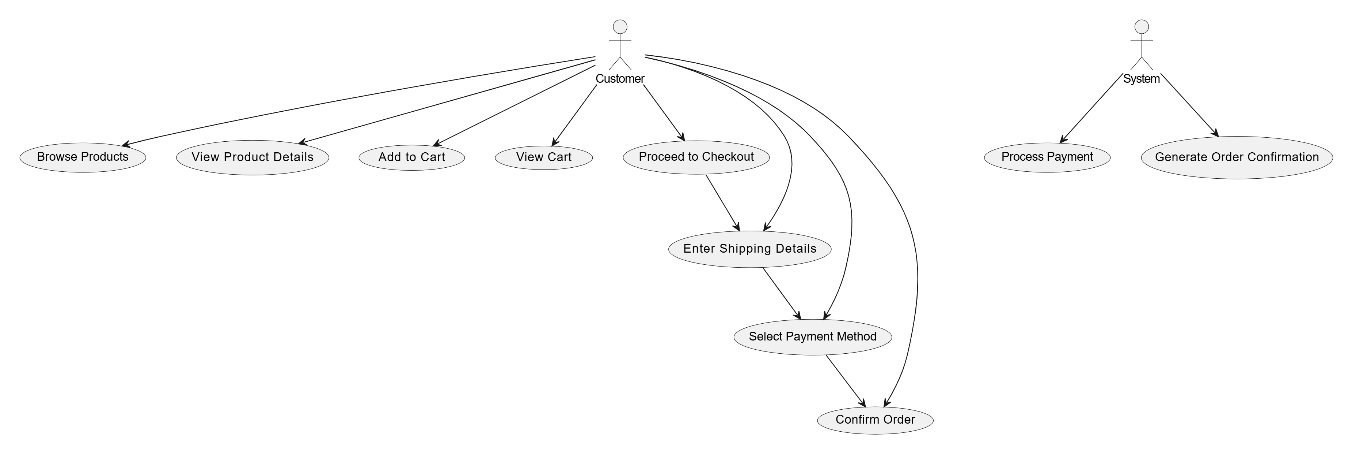 Customer
System
Browse Products
View Product Details
Add to Cart
View Cart
Proceed to Checkout
Process Payment
Generate Order Confirmation
Enter Shipping Details
Select Payment Method
Confirm Order